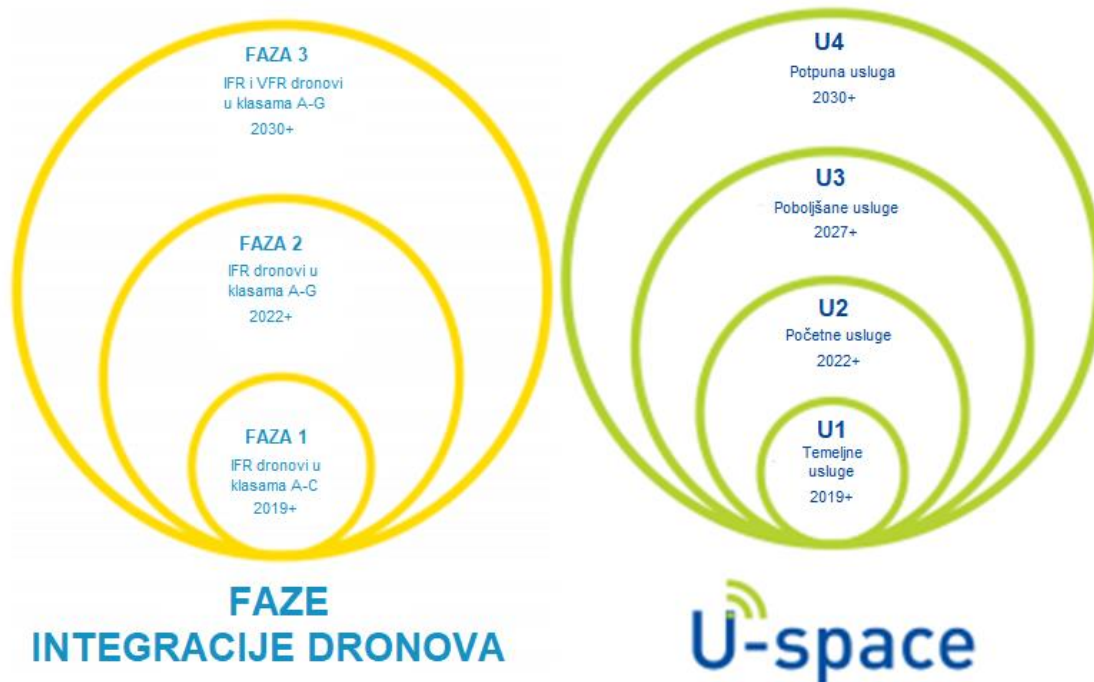 FAZA 3
IFR i VFR dronovi
u klasama A-G
2030+
FAZA 2
IFR dronovi u
klasama A-G
2022+
FAZA 1
IFR dronovi u
klasama A-C
2019+
FAZE
INTEGRACIJE DRONOVA
U4
Potpuna usluga
2030+
U3
Poboljšane usluge
2027+
U2
Početne usluge
2022+
U1
Temeljne
usluge
2019+
U-space